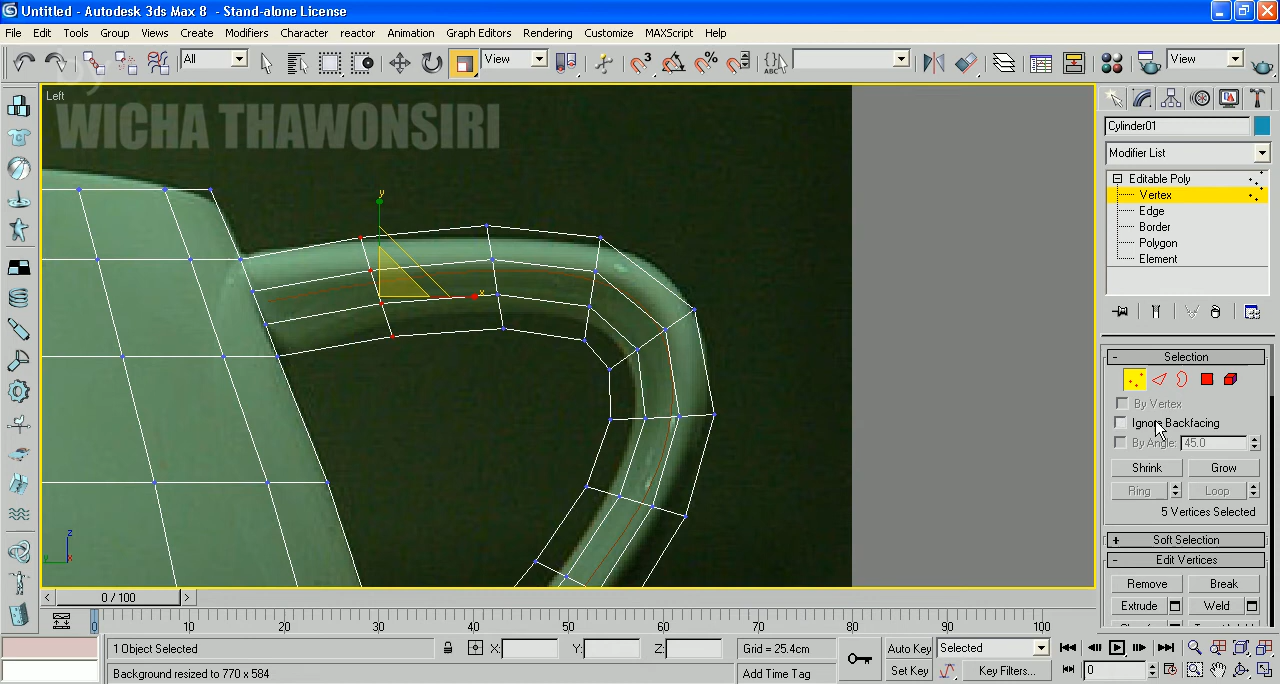 Untitled - Autodesk 3ds Max 8 - Stand-alone License
File Edit Tools Group Views Create Modifiers Character reactor Animation Graph Editors Rendering Customize MAXScript Help
All View 3 ABC View
by
Left
WICHA THAWONSIRI
Cylinder01
Modifier List
Editable Poly
Vertex
Edge
Border
Polygon
Element
y
x
z
y x
- Selection
By Vertex
Ignore Backfacing
By Angle: 45.0
Shrink Grow
Ring Loop
5 Vertices Selected
+ Soft Selection
- Edit Vertices
Remove Break
Extrude Weld
< 0 / 100 >
0 10 20 30 40 50 60 70 80 90 100
1 Object Selected X: Y: Z: Grid = 25.4cm Auto Key Selected
Background resized to 770 x 584 Add Time Tag Set Key Key Filters... 0